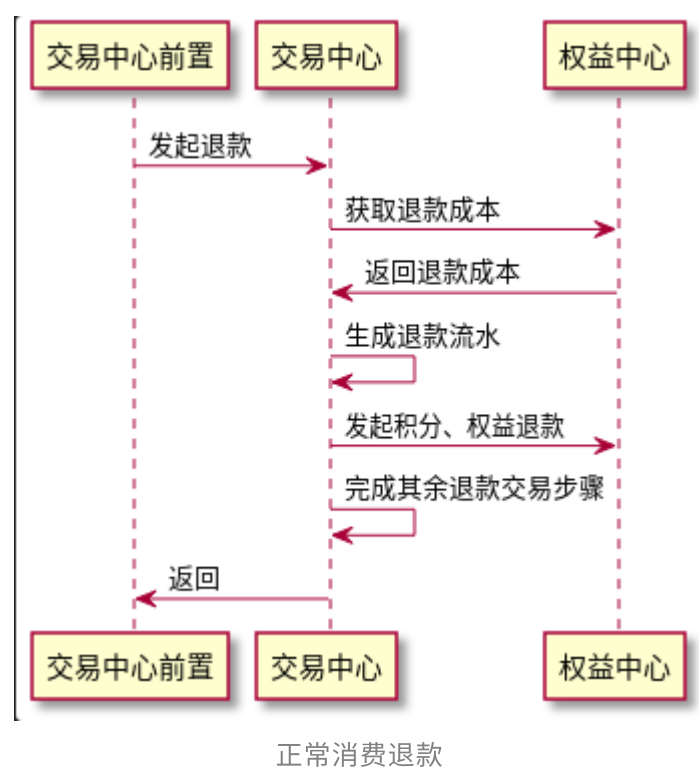 交易中心前置 交易中心 权益中心
发起退款
获取退款成本
返回退款成本
生成退款流水
发起积分、权益退款
完成其余退款交易步骤
返回
交易中心前置 交易中心 权益中心
正常消费退款